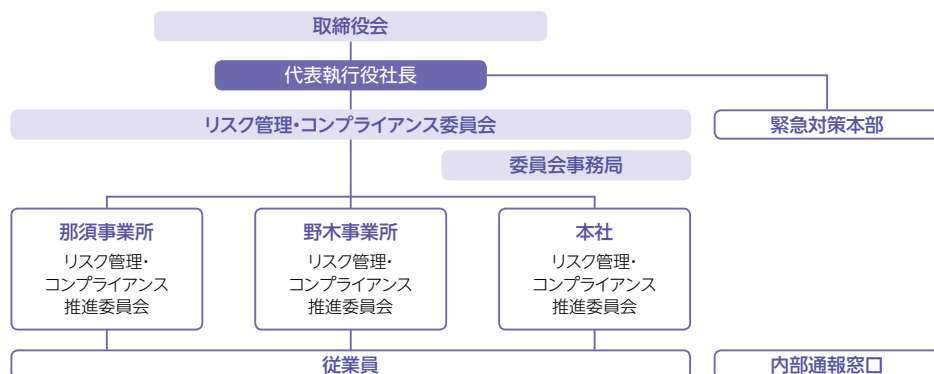 取締役会
代表執行役社長
リスク管理・コンプライアンス委員会
緊急対策本部
委員会事務局
那須事業所
リスク管理・
コンプライアンス
推進委員会
野木事業所
リスク管理・
コンプライアンス
推進委員会
本社
リスク管理・
コンプライアンス
推進委員会
従業員
内部通報窓口